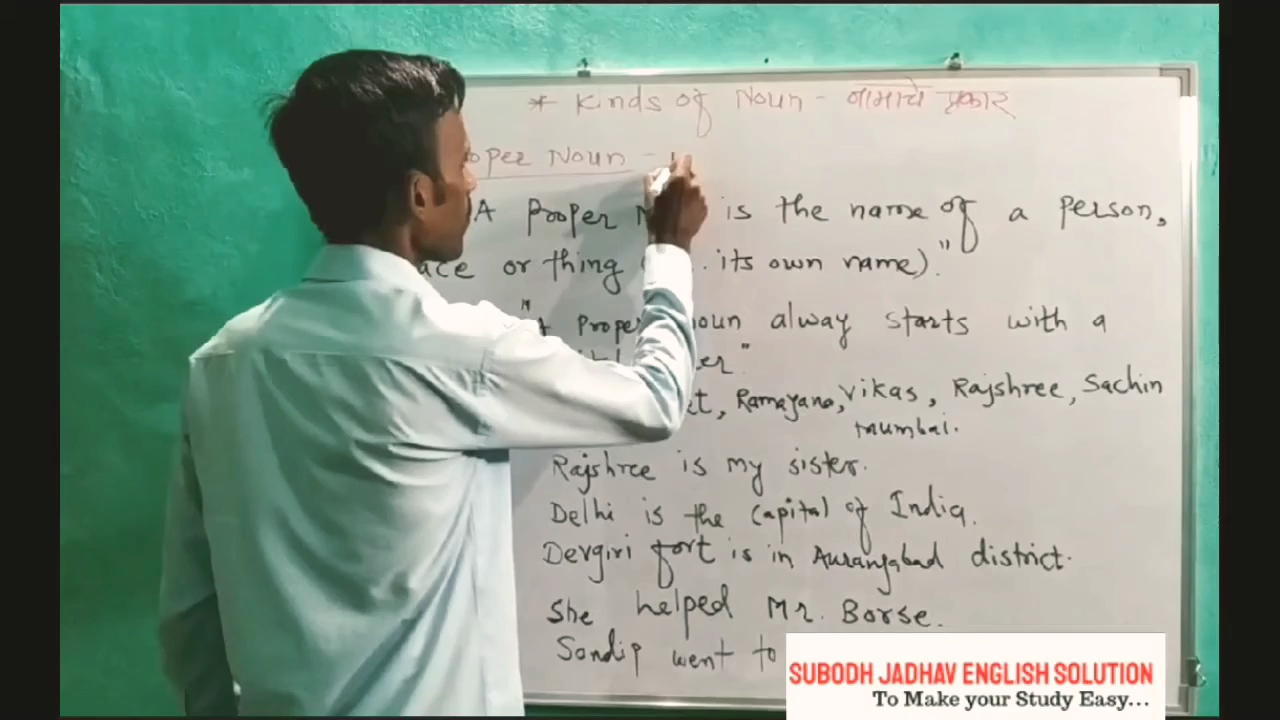 * Kinds of Noun - नामाचे प्रकार
Noun -
A Proper is the name of a person,
or thing its own name)."
"A Proper noun alway starts with a
"
Ramayana, Vikas, Rajshree, Sachin
Mumbai.
Rajshree is my sister.
Delhi is the capital of India.
Devgiri fort is in Aurangabad district.
She helped Mr. Borse.
Sandip went to
SUBODH JADHAV ENGLISH SOLUTION
To Make your Study Easy...